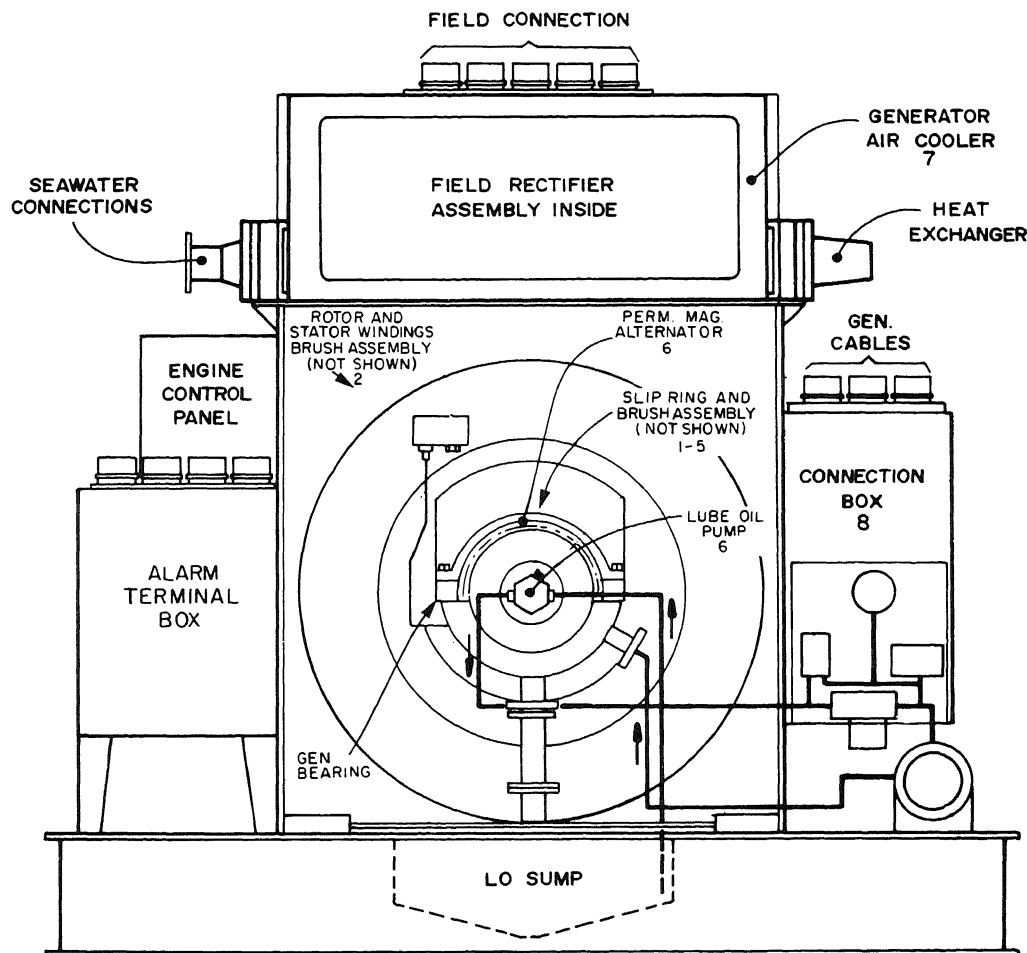 FIELD CONNECTION
GENERATOR
AIR COOLER
7
SEAWATER
CONNECTIONS
FIELD RECTIFIER
ASSEMBLY INSIDE
HEAT
EXCHANGER
ROTOR AND
STATOR WINDINGS
BRUSH ASSEMBLY
(NOT SHOWN)
2
PERM. MAG.
ALTERNATOR
6
GEN.
CABLES
ENGINE
CONTROL
PANEL
SLIP RING AND
BRUSH ASSEMBLY
(NOT SHOWN)
1-5
CONNECTION
BOX
8
LUBE OIL
PUMP
6
ALARM
TERMINAL
BOX
GEN
BEARING
LO SUMP